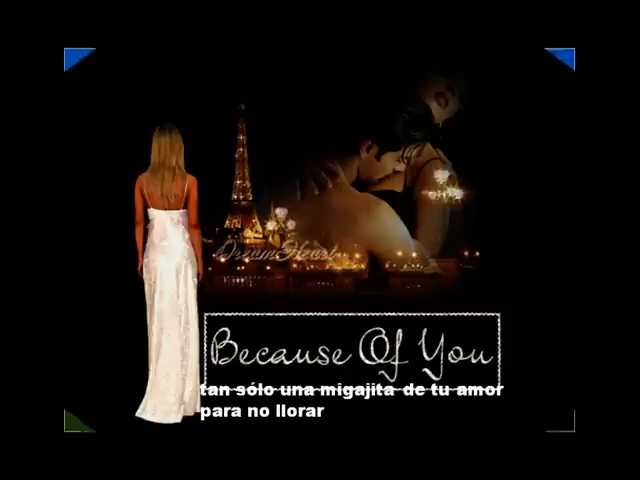 DreamHeart
Because Of You
tan sólo una migajita de tu amor
para no llorar